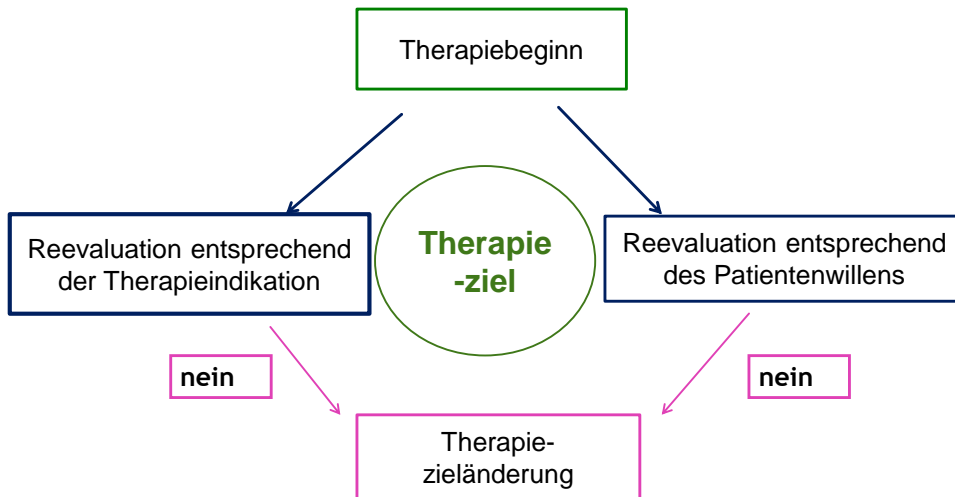 Therapiebeginn
Reevaluation entsprechend
der Therapieindikation
Therapie
-ziel
Reevaluation entsprechend
des Patientenwillens
nein
nein
Therapie-
zieländerung